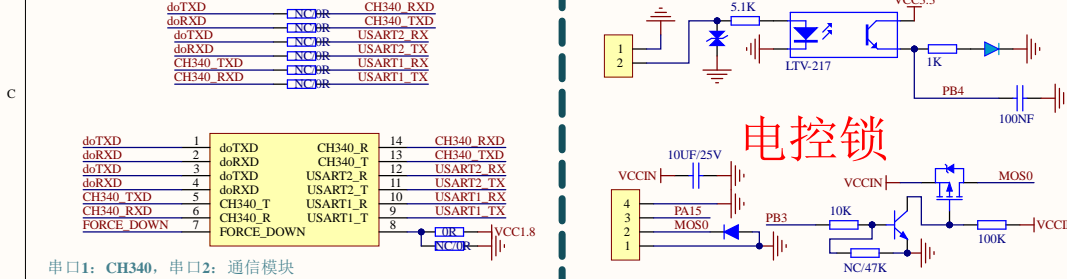 doTXD NC/0R CH340_RXD
doRXD NC/0R CH340_TXD
doTXD NC/0R USART2_RX
doRXD NC/0R USART2_TX
CH340_TXD NC/0R USART1_RX
CH340_RXD NC/0R USART1_TX
C
doTXD 1 doTXD CH340_R 14 CH340_RXD
doRXD 2 doRXD CH340_T 13 CH340_TXD
doTXD 3 doTXD USART2_R 12 USART2_RX
doRXD 4 doRXD USART2_T 11 USART2_TX
CH340_TXD 5 CH340_T USART1_R 10 USART1_RX
CH340_RXD 6 CH340_R USART1_T 9 USART1_TX
FORCE_DOWN 7 FORCE_DOWN 8 0R VCC1.8
NC/0R
串口1：CH340，串口2：通信模块
5.1K
VCC3.3
1
2
LTV-217
1K
PB4
100NF
电控锁
10UF/25V
VCCIN
VCCIN
MOS0
4
3 PA15
2 MOS0
1
PB3
10K
100K
NC/47K